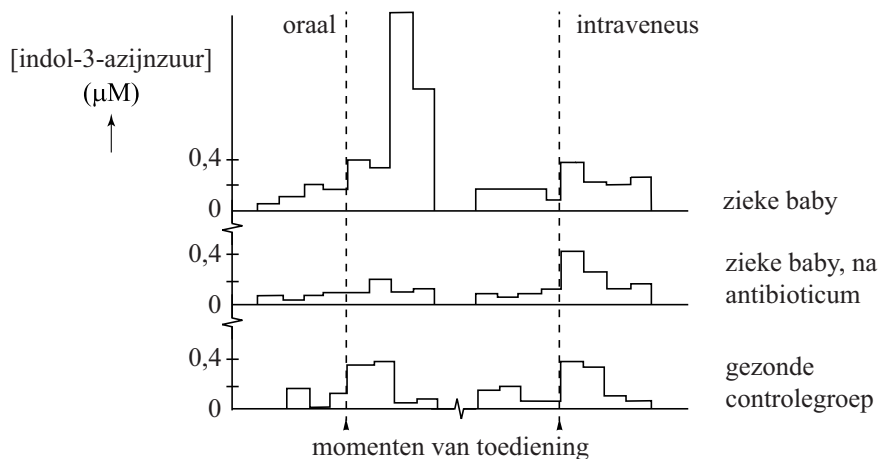 oraal
intraveneus
[indol-3-azijnzuur]
(μM)
0,4
0
zieke baby
0,4
0
zieke baby, na
antibioticum
0,4
0
gezonde
controlegroep
momenten van toediening